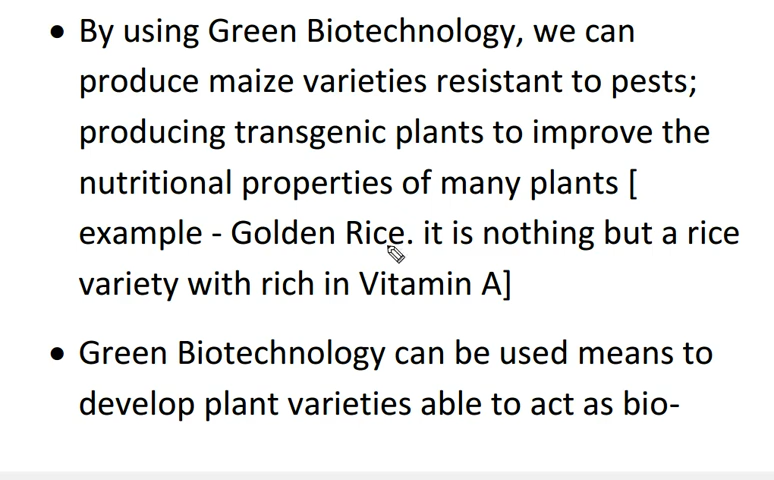 • By using Green Biotechnology, we can
produce maize varieties resistant to pests;
producing transgenic plants to improve the
nutritional properties of many plants [
example - Golden Rice. it is nothing but a rice
variety with rich in Vitamin A]
• Green Biotechnology can be used means to
develop plant varieties able to act as bio-